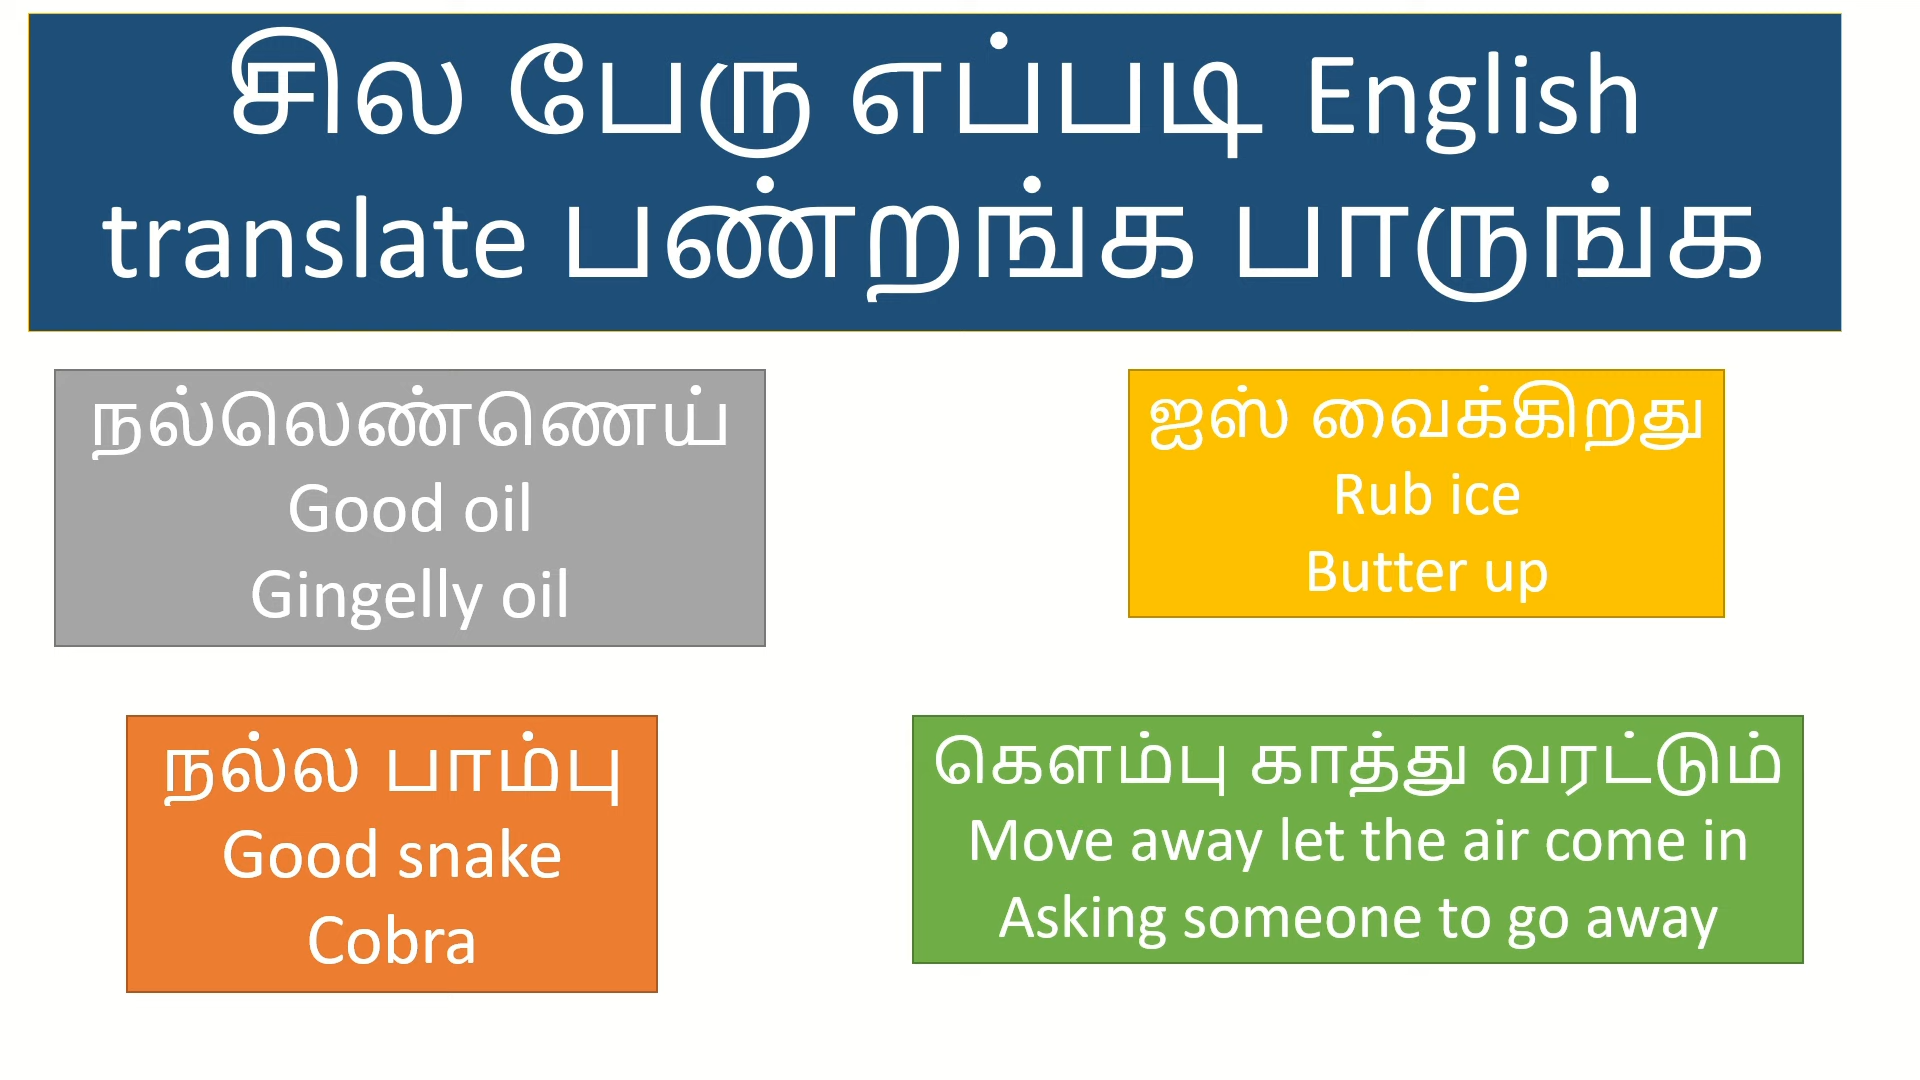 சில பேரு எப்படி English
translate பண்றங்க பாருங்க
நல்லெண்ணெய்
Good oil
Gingelly oil
ஐஸ் வைக்கிறது
Rub ice
Butter up
நல்ல பாம்பு
Good snake
Cobra
கெளம்பு காத்து வரட்டும்
Move away let the air come in
Asking someone to go away